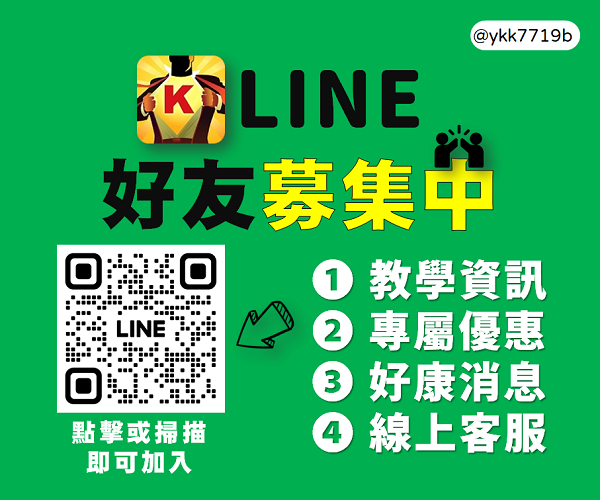 @ykk7719b
K LINE
好友募集中
LINE
點擊或掃描
即可加入
1 教學資訊
2 專屬優惠
3 好康消息
4 線上客服